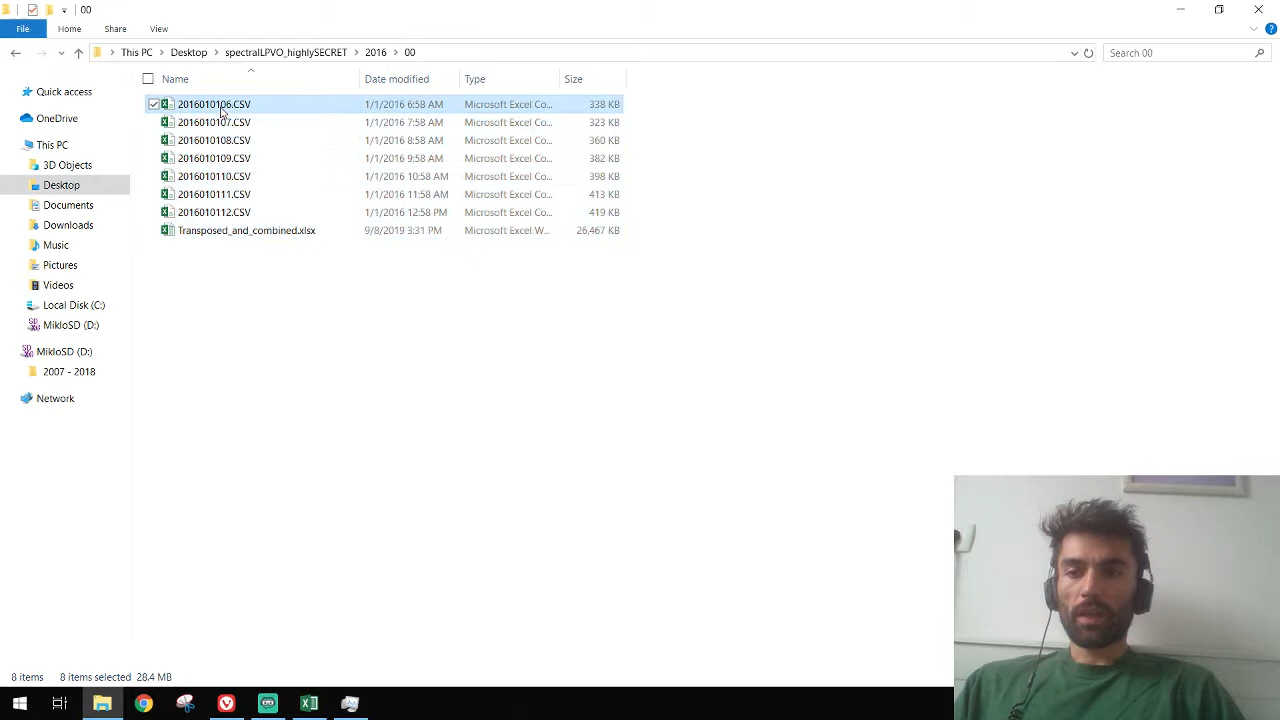 00
File Home Share View
This PC > Desktop > spectralLPVO_highlySECRET > 2016 > 00
Search 00
Name Date modified Type Size
Quick access
OneDrive
This PC
3D Objects
Desktop
Documents
Downloads
Music
Pictures
Videos
Local Disk (C:)
MikloSD (D:)
MikloSD (D:)
2007 - 2018
Network
2016010106.CSV 1/1/2016 6:58 AM Microsoft Excel Co... 338 KB
2016010107.CSV 1/1/2016 7:58 AM Microsoft Excel Co... 323 KB
2016010108.CSV 1/1/2016 8:58 AM Microsoft Excel Co... 360 KB
2016010109.CSV 1/1/2016 9:58 AM Microsoft Excel Co... 382 KB
2016010110.CSV 1/1/2016 10:58 AM Microsoft Excel Co... 398 KB
2016010111.CSV 1/1/2016 11:58 AM Microsoft Excel Co... 413 KB
2016010112.CSV 1/1/2016 12:58 PM Microsoft Excel Co... 419 KB
Transposed_and_combined.xlsx 9/8/2019 3:31 PM Microsoft Excel W... 26,467 KB
8 items 8 items selected 28.4 MB